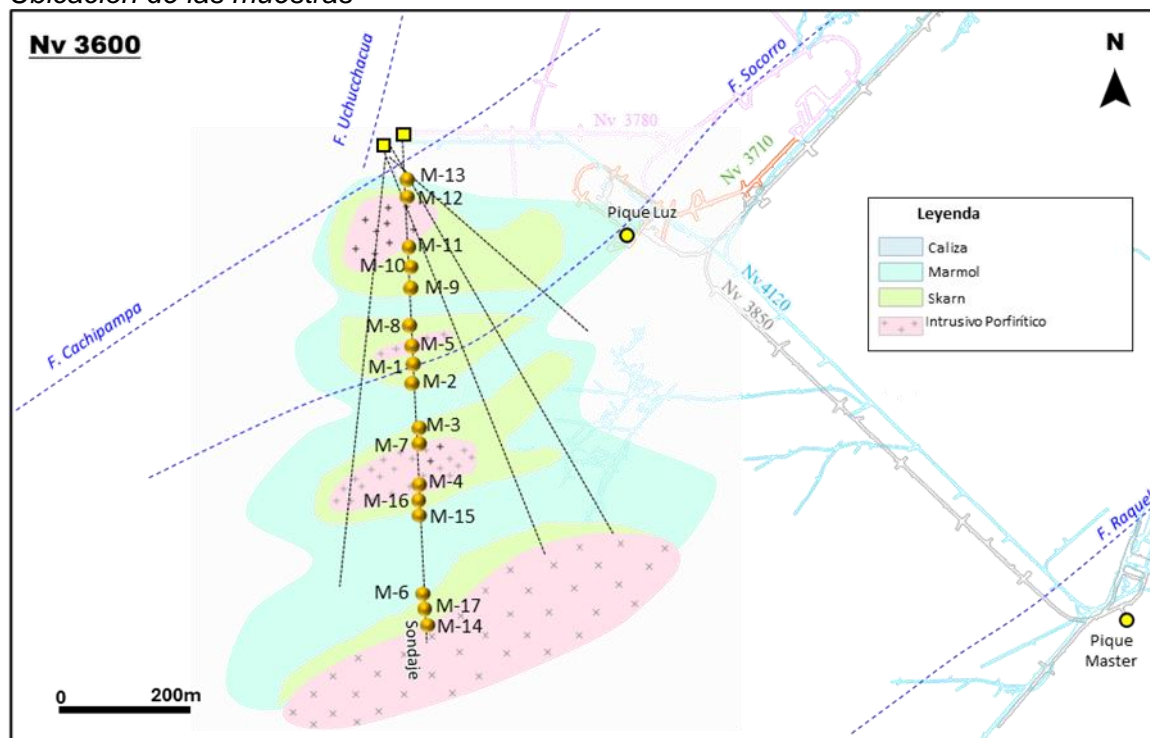 Ubicación de las muestras
Nv 3600
F. Uchucchacua
F. Socorro
N
Nv 3780
Nv 3710
M-13
M-12
Pique Luz
Leyenda
Caliza
Marmol
Skarn
Intrusivo Porfirítico
M-11
M-10
M-9
Nv 4120
Nv 3850
F. Cachipampa
M-8
M-5
M-1
M-2
M-3
M-7
M-4
M-16
M-15
F. Raquel
M-6
M-17
M-14
Sondaje
Pique
Master
0
200m